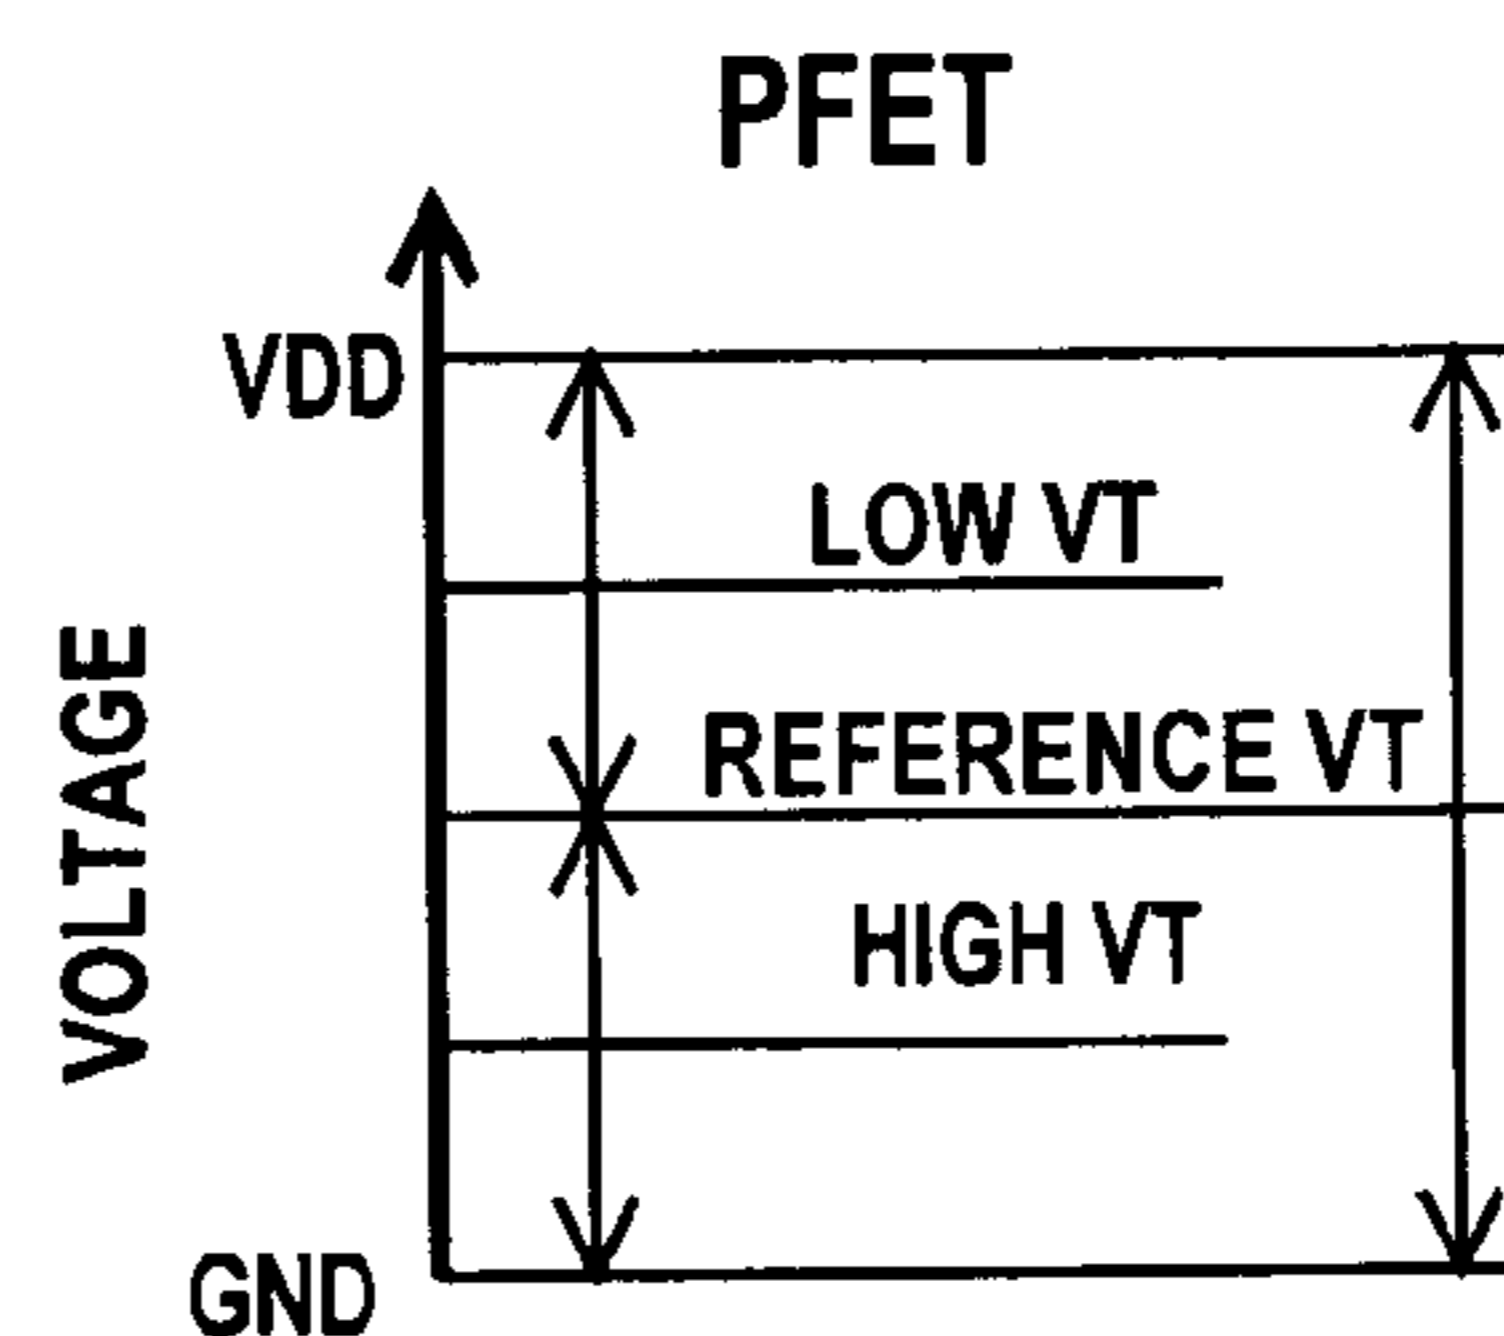 PFET
VDD
LOW VT
REFERENCE VT
HIGH VT
VOLTAGE
GND